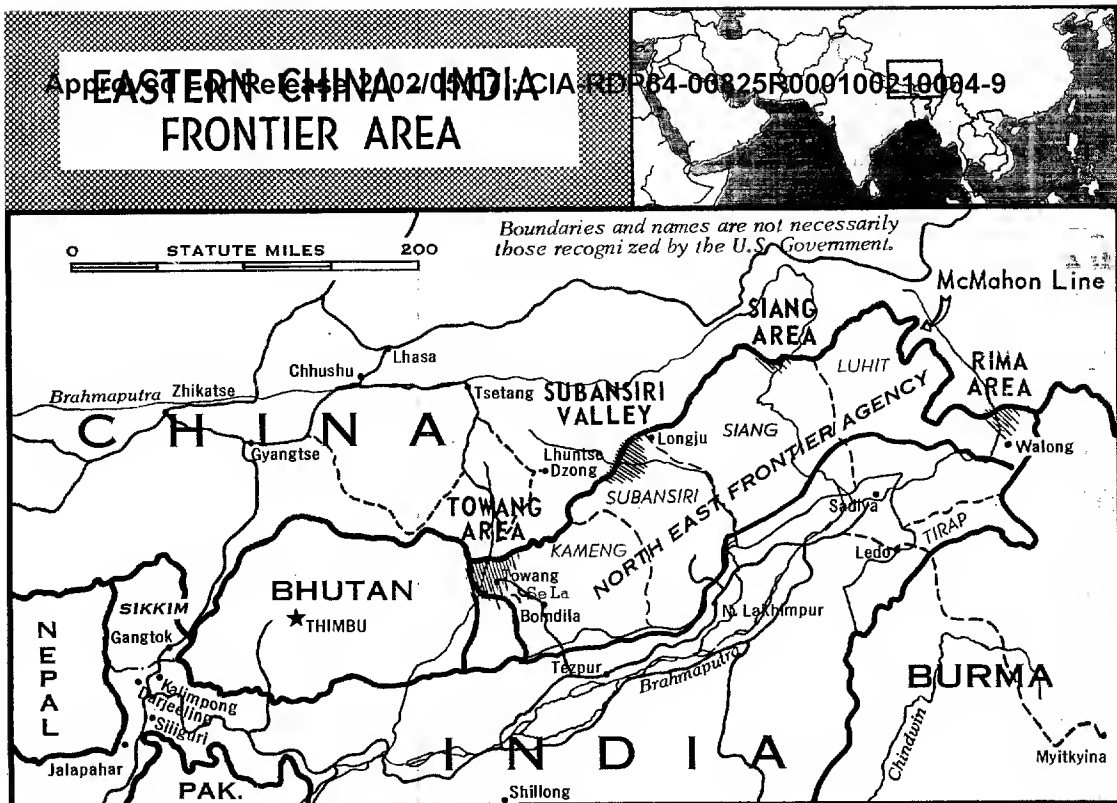 EASTERN CHINA - INDIA
FRONTIER AREA
Approved For Release 2002/05/07 : CIA-RDP84-00825R000100210004-9
Boundaries and names are not necessarily
those recognized by the U.S. Government.
0 STATUTE MILES 200
McMahon Line
SIANG
AREA
LUHIT
RIMA
AREA
Lhasa
Chhushu
Brahmaputra
Zhikatse
Tsetang
SUBANSIRI
VALLEY
CHINA
Longju
SIANG
Walong
Gyangtse
Lhuntse
Dzong
SUBANSIRI
NORTH EAST FRONTIER AGENCY
Sadiya
TOWANG
AREA
KAMENG
TIRAP
Ledo
BHUTAN
Towang
Se La
Bomdila
THIMBU
N. Lakhimpur
SIKKIM
Gangtok
NEPAL
Tezpur
Brahmaputra
BURMA
Kalimpong
Darjeeling
Siliguri
Chindwin
INDIA
Myitkyina
Jalapahar
PAK.
Shillong